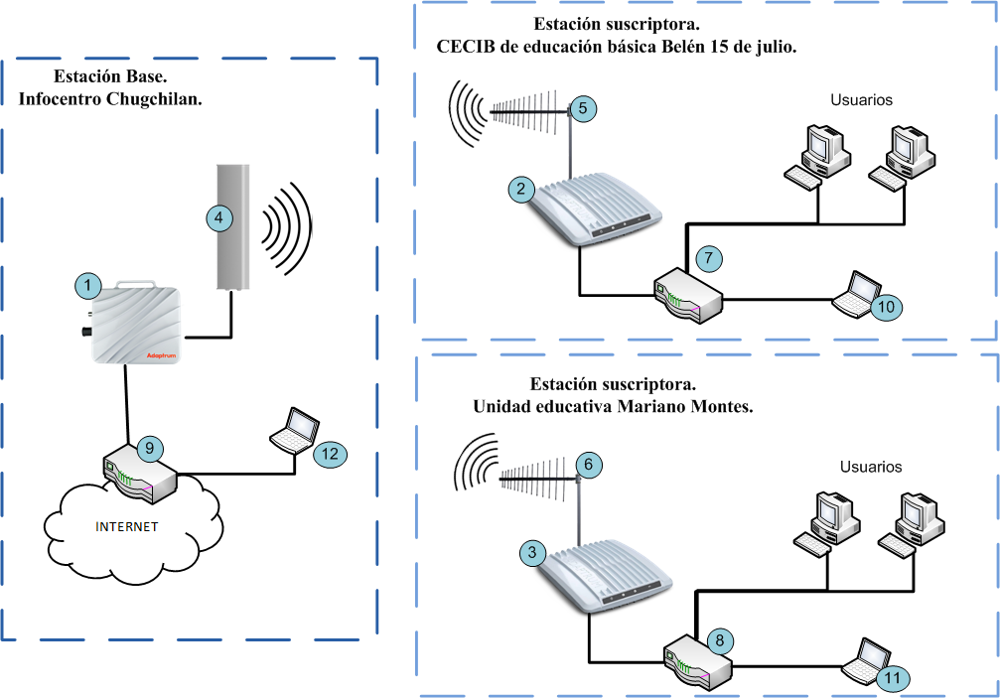 Estación Base.
Infocentro Chugchilan.
4
1
Adaptrum
9
12
INTERNET
Estación suscriptora.
CECIB de educación básica Belén 15 de julio.
5
Usuarios
2
7
10
Estación suscriptora.
Unidad educativa Mariano Montes.
6
Usuarios
3
8
11